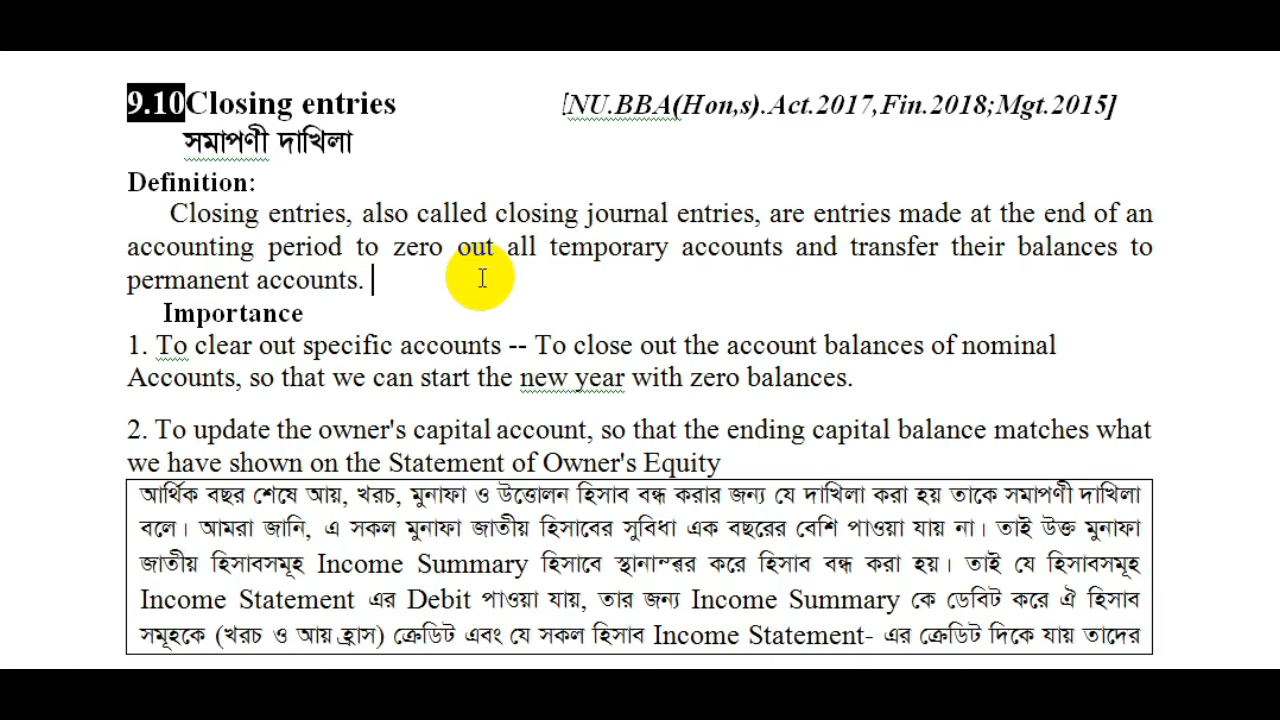 9.10Closing entries [NU.BBA(Hon,s).Act.2017,Fin.2018;Mgt.2015]
সমাপণী দাখিলা
Definition:
Closing entries, also called closing journal entries, are entries made at the end of an
accounting period to zero out all temporary accounts and transfer their balances to
permanent accounts.
Importance
1. To clear out specific accounts -- To close out the account balances of nominal
Accounts, so that we can start the new year with zero balances.
2. To update the owner's capital account, so that the ending capital balance matches what
we have shown on the Statement of Owner's Equity
আর্থিক বছর শেষে আয়, খরচ, মুনাফা ও উত্তোলন হিসাব বন্ধ করার জন্য যে দাখিলা করা হয় তাকে সমাপণী দাখিলা
বলে। আমরা জানি, এ সকল মুনাফা জাতীয় হিসাবের সুবিধা এক বছরের বেশি পাওয়া যায় না। তাই উক্ত মুনাফা
জাতীয় হিসাবসমূহ Income Summary হিসাবে স্থানান্তর করে হিসাব বন্ধ করা হয়। তাই যে হিসাবসমূহ
Income Statement এর Debit পাওয়া যায়, তার জন্য Income Summary কে ডেবিট করে ঐ হিসাব
সমূহকে (খরচ ও আয় হ্রাস) ক্রেডিট এবং যে সকল হিসাব Income Statement- এর ক্রেডিট দিকে যায় তাদের